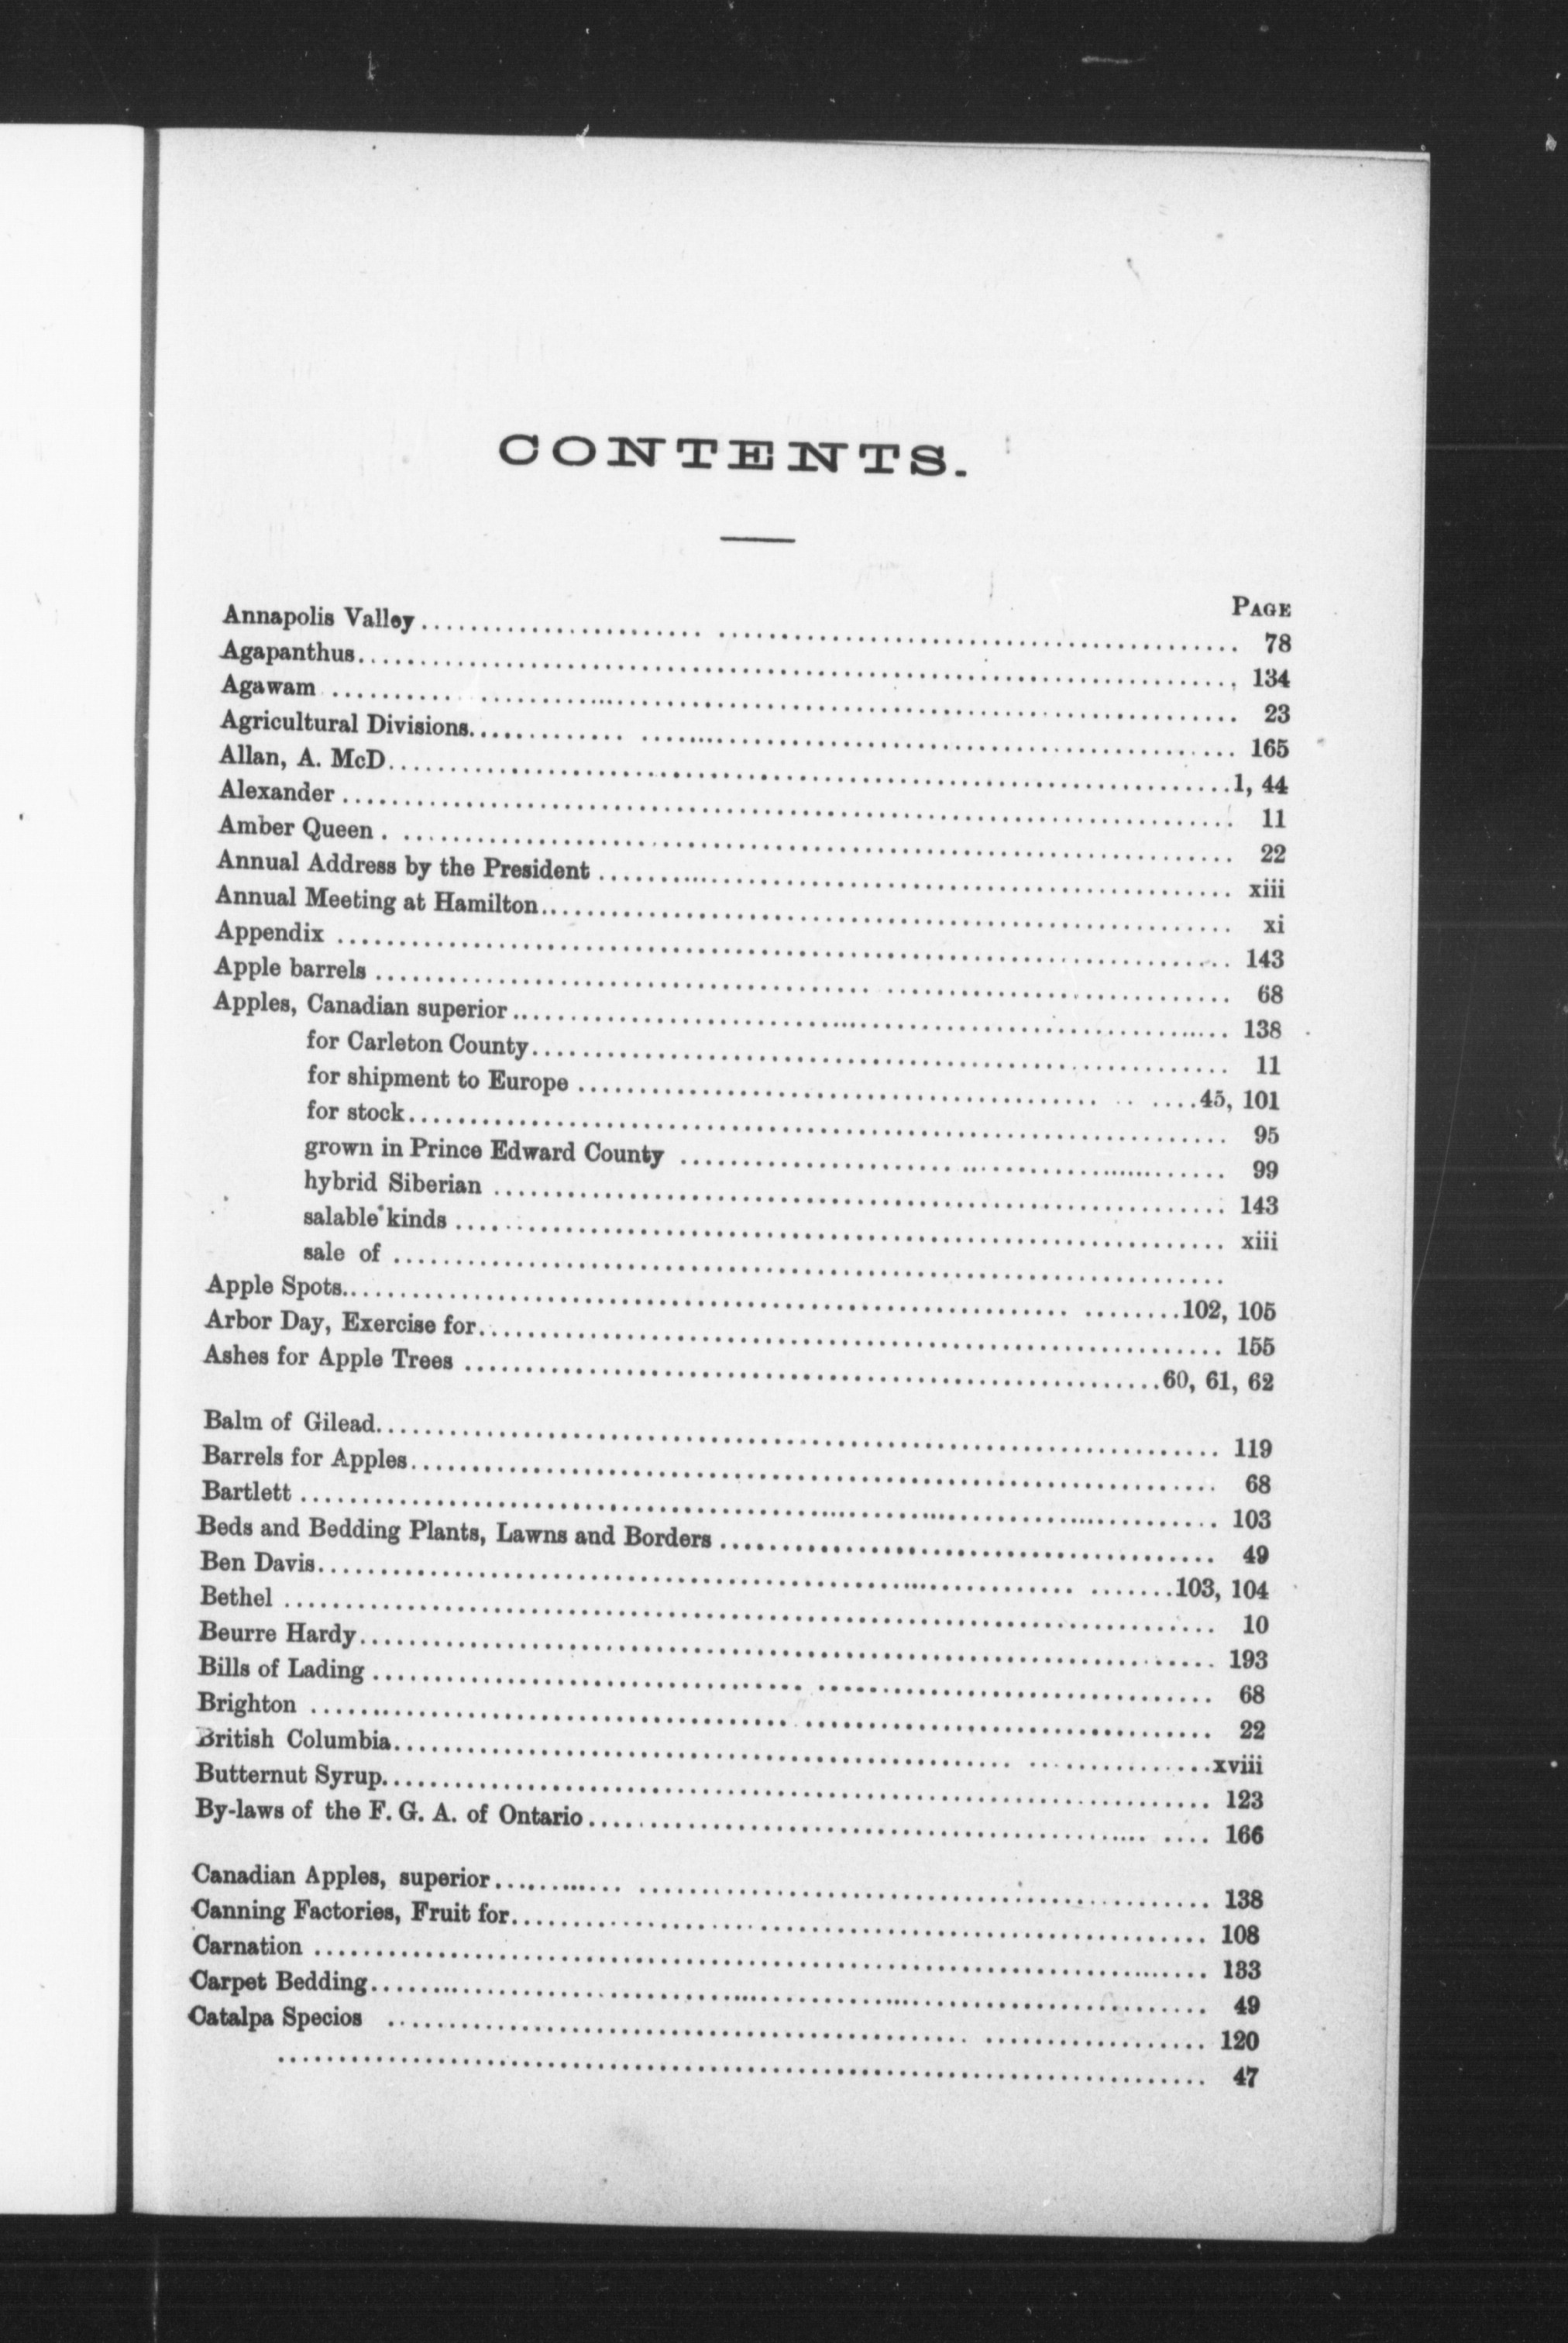 CONTENTS.
PAGE
Annapolis Valley ........ 78
Agapanthus ........ 134
Agawam ........ 23
Agricultural Divisions ........ 165
Allan, A. McD ........ 1, 44
Alexander ........ 11
Amber Queen ........ 22
Annual Address by the President ........ xiii
Annual Meeting at Hamilton ........ xi
Appendix ........ 143
Apple barrels ........ 68
Apples, Canadian superior ........ 138
for Carleton County ........ 11
for shipment to Europe ........ 45, 101
for stock ........ 95
grown in Prince Edward County ........ 99
hybrid Siberian ........ 143
salable kinds ........ xiii
sale of ........
Apple Spots ........ 102, 105
Arbor Day, Exercise for ........ 155
Ashes for Apple Trees ........ 60, 61, 62
Balm of Gilead ........ 119
Barrels for Apples ........ 68
Bartlett ........ 103
Beds and Bedding Plants, Lawns and Borders ........ 49
Ben Davis ........ 103, 104
Bethel ........ 10
Beurre Hardy ........ 193
Bills of Lading ........ 68
Brighton ........ 22
British Columbia ........ xviii
Butternut Syrup ........ 123
By-laws of the F. G. A. of Ontario ........ 166
Canadian Apples, superior ........ 138
Canning Factories, Fruit for ........ 108
Carnation ........ 133
Carpet Bedding ........ 49
Catalpa Specios ........ 120
........ 47